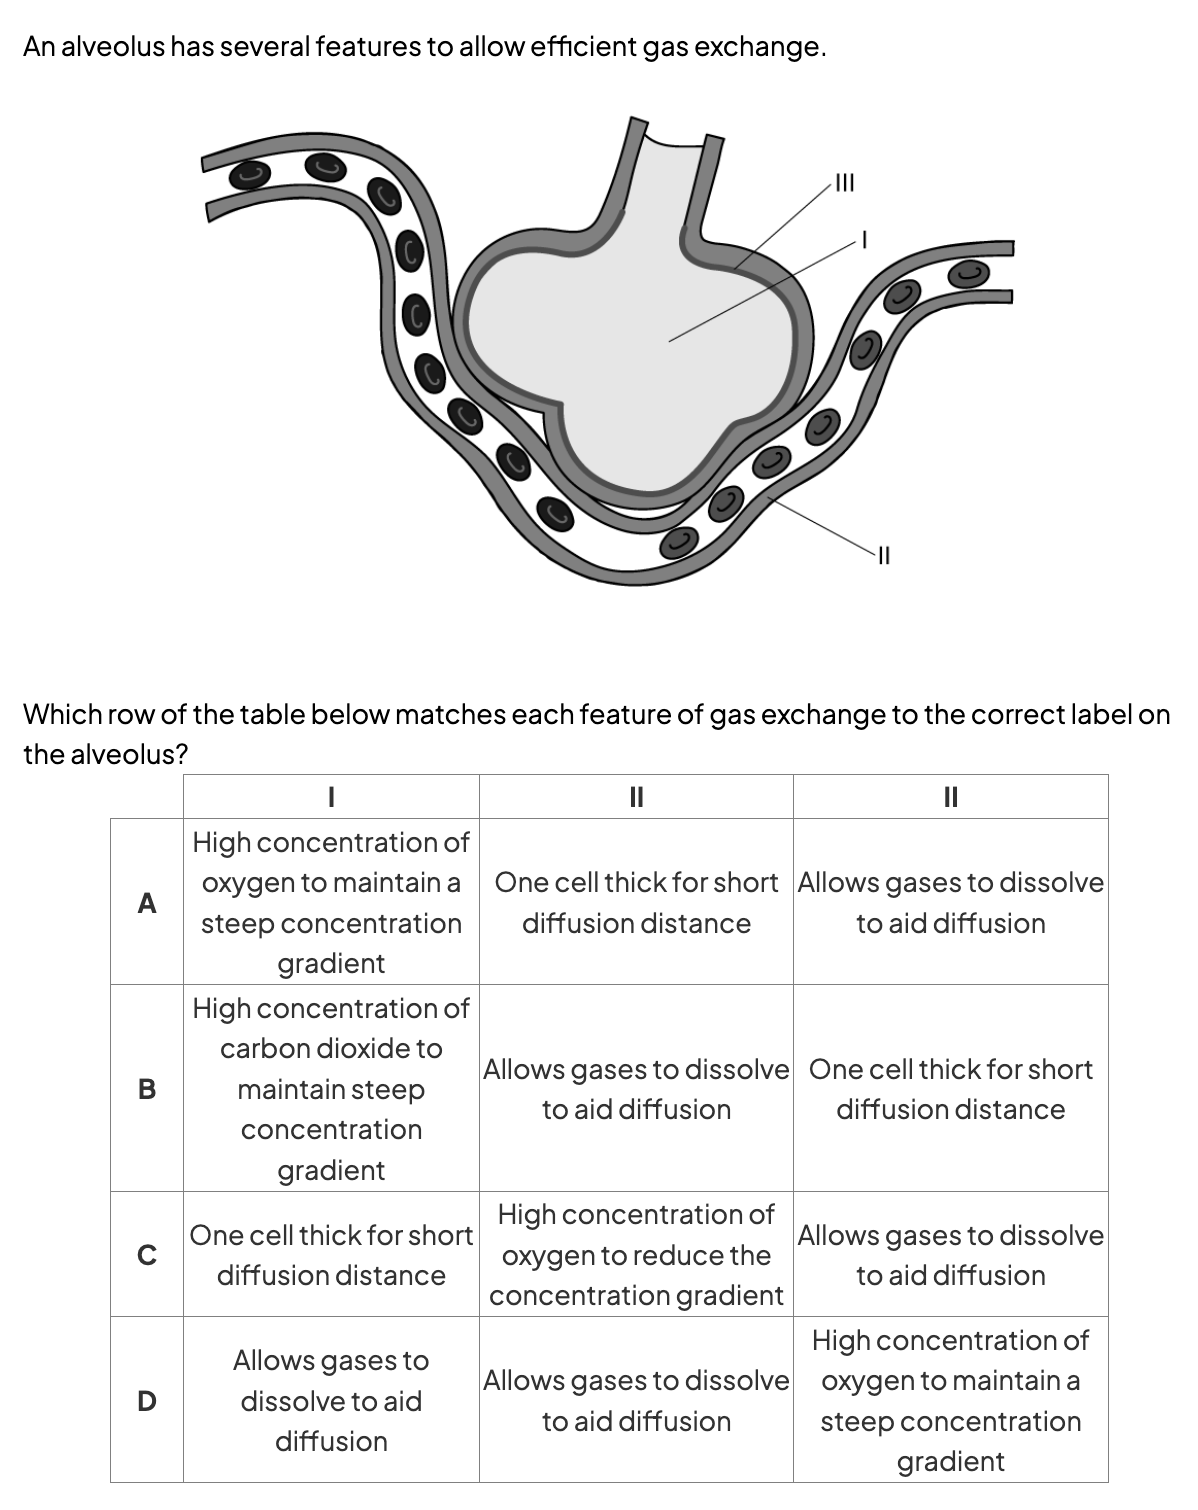 An alveolus has several features to allow efficient gas exchange.
III
I
II
Which row of the table below matches each feature of gas exchange to the correct label on
the alveolus?
I II II
A
High concentration of
oxygen to maintain a
steep concentration
gradient
One cell thick for short
diffusion distance
Allows gases to dissolve
to aid diffusion
B
High concentration of
carbon dioxide to
maintain steep
concentration
gradient
Allows gases to dissolve
to aid diffusion
One cell thick for short
diffusion distance
C
One cell thick for short
diffusion distance
High concentration of
oxygen to reduce the
concentration gradient
Allows gases to dissolve
to aid diffusion
D
Allows gases to
dissolve to aid
diffusion
Allows gases to dissolve
to aid diffusion
High concentration of
oxygen to maintain a
steep concentration
gradient